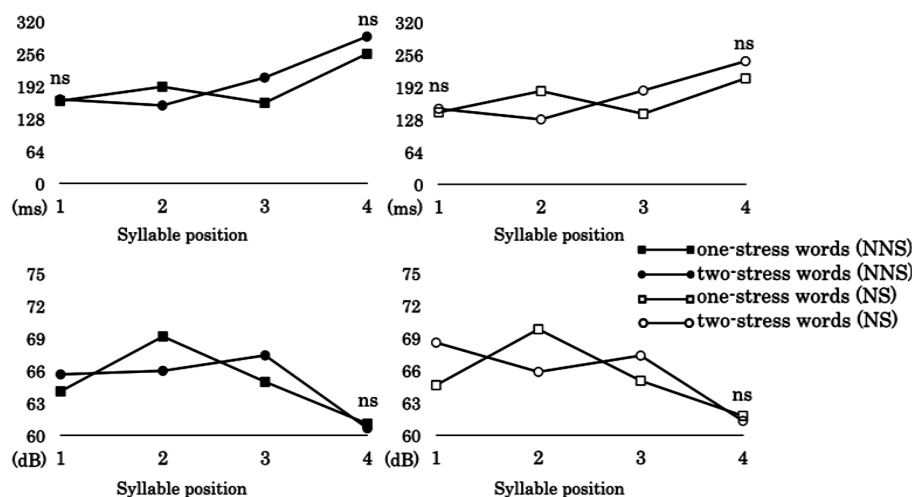 320
256
192
128
64
0
(ms)
ns
ns
1 2 3 4
Syllable position
320
256
192
128
64
0
(ms)
ns
ns
1 2 3 4
Syllable position
one-stress words (NNS)
two-stress words (NNS)
one-stress words (NS)
two-stress words (NS)
75
72
69
66
63
60
(dB)
ns
1 2 3 4
Syllable position
75
72
69
66
63
60
(dB)
ns
1 2 3 4
Syllable position